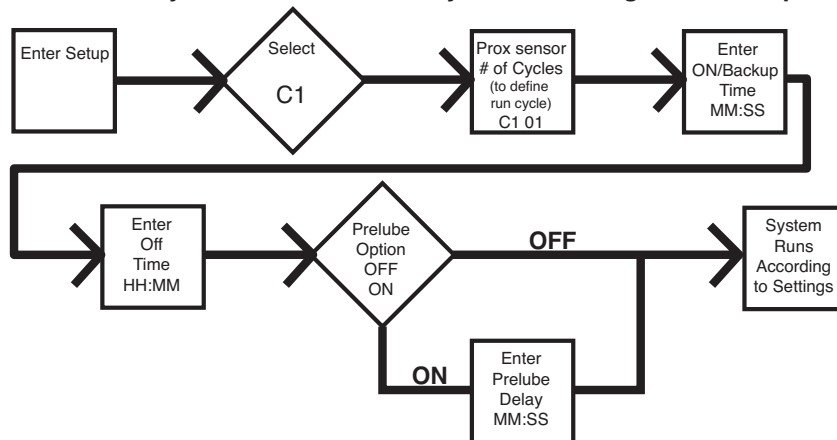 Enter Setup
Select
C1
Prox sensor
# of Cycles
(to define
run cycle)
C1 01
Enter
ON/Backup
Time
MM:SS
Enter
Off
Time
HH:MM
Prelube
Option
OFF
ON
OFF
System
Runs
According
to Settings
ON
Enter
Prelube
Delay
MM:SS